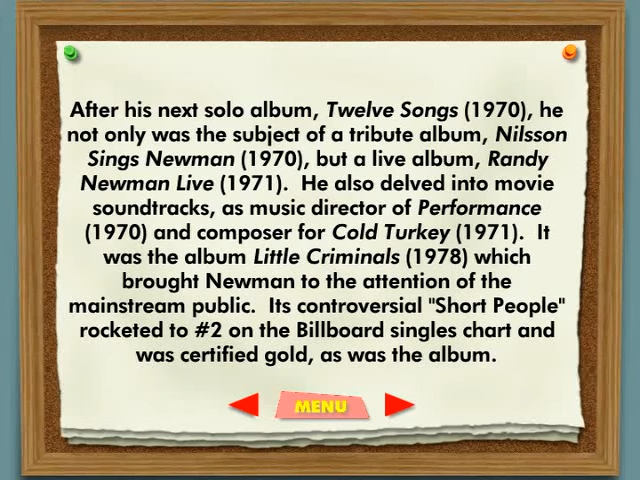 After his next solo album, Twelve Songs (1970), he
not only was the subject of a tribute album, Nilsson
Sings Newman (1970), but a live album, Randy
Newman Live (1971).  He also delved into movie
soundtracks, as music director of Performance
(1970) and composer for Cold Turkey (1971).  It
was the album Little Criminals (1978) which
brought Newman to the attention of the
mainstream public.  Its controversial "Short People"
rocketed to #2 on the Billboard singles chart and
was certified gold, as was the album.
MENU